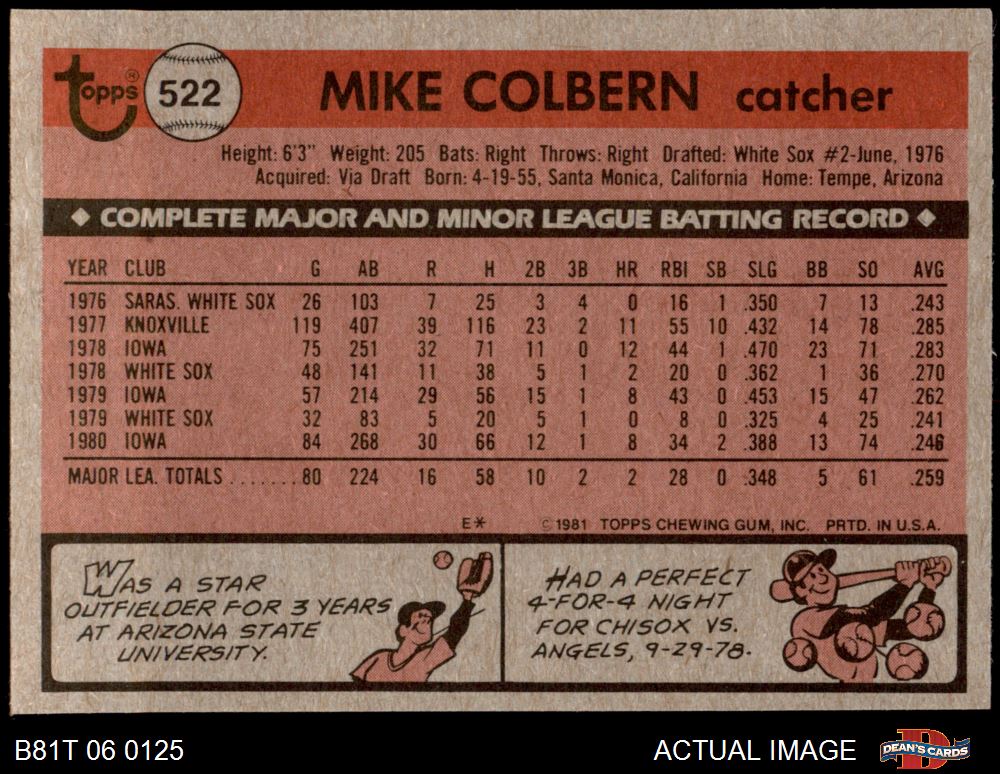 Topps® 522 MIKE COLBERN catcher
Height: 6'3" Weight: 205 Bats: Right Throws: Right Drafted: White Sox #2-June, 1976
Acquired: Via Draft Born: 4-19-55, Santa Monica, California Home: Tempe, Arizona
◆ COMPLETE MAJOR AND MINOR LEAGUE BATTING RECORD ◆
YEAR CLUB G AB R H 2B 3B HR RBI SB SLG BB SO AVG
1976 SARAS. WHITE SOX 26 103 7 25 3 4 0 16 1 .350 7 13 .243
1977 KNOXVILLE 119 407 39 116 23 2 11 55 10 .432 14 78 .285
1978 IOWA 75 251 32 71 11 0 12 44 1 .470 23 71 .283
1978 WHITE SOX 48 141 11 38 5 1 2 20 0 .362 1 36 .270
1979 IOWA 57 214 29 56 15 1 8 43 0 .453 15 47 .262
1979 WHITE SOX 32 83 5 20 5 1 0 8 0 .325 4 25 .241
1980 IOWA 84 268 30 66 12 1 8 34 2 .388 13 74 .246
MAJOR LEA. TOTALS.......80 224 16 58 10 2 2 28 0 .348 5 61 .259
E* © 1981 TOPPS CHEWING GUM, INC. PRTD. IN U.S.A.
WAS A STAR
OUTFIELDER FOR 3 YEARS
AT ARIZONA STATE
UNIVERSITY.
HAD A PERFECT
4-FOR-4 NIGHT
FOR CHISOX VS.
ANGELS, 9-29-78.
B81T 06 0125 ACTUAL IMAGE DEAN'S CARDS